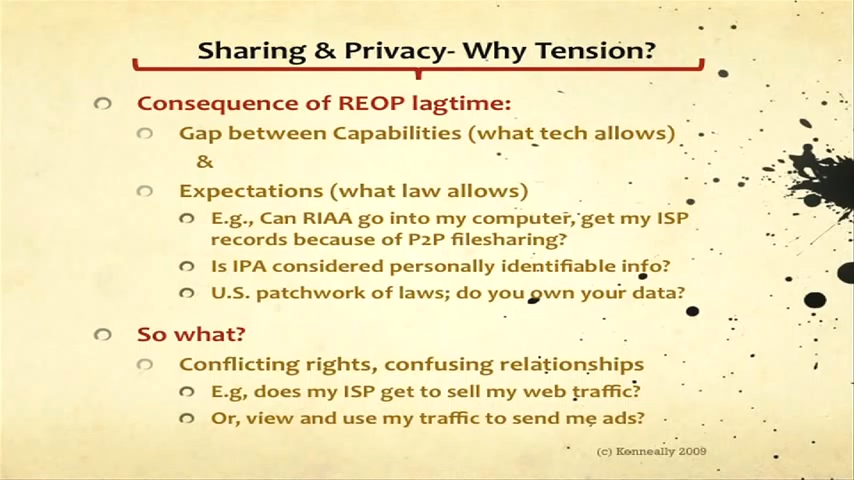 Sharing & Privacy- Why Tension?
Consequence of REOP lagtime:
Gap between Capabilities (what tech allows)
&
Expectations (what law allows)
E.g., Can RIAA go into my computer, get my ISP
records because of P2P filesharing?
Is IPA considered personally identifiable info?
U.S. patchwork of laws; do you own your data?
So what?
Conflicting rights, confusing relationships
E.g, does my ISP get to sell my web traffic?
Or, view and use my traffic to send me ads?
(c) Kenneally 2009